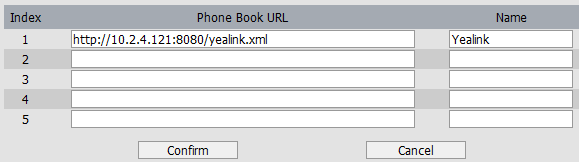 Index Phone Book URL Name
1 http://10.2.4.121:8080/yealink.xml Yealink
2
3
4
5
Confirm Cancel